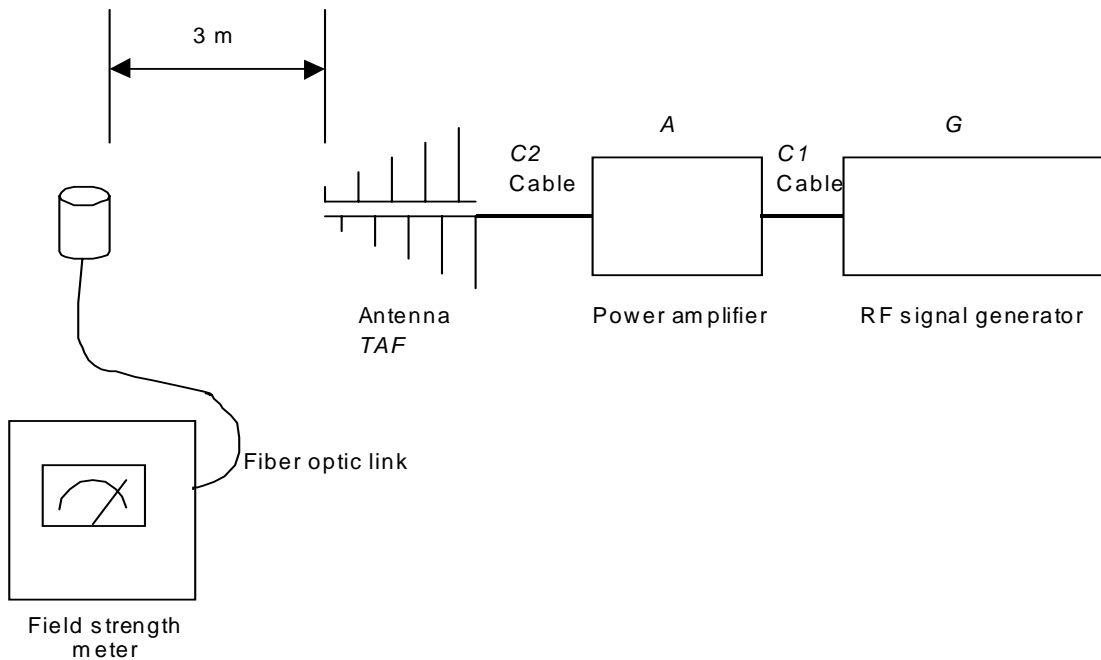 3 m
A
G
C2
Cable
C1
Cable
Antenna
TAF
Power amplifier
RF signal generator
Fiber optic link
Field strength
meter